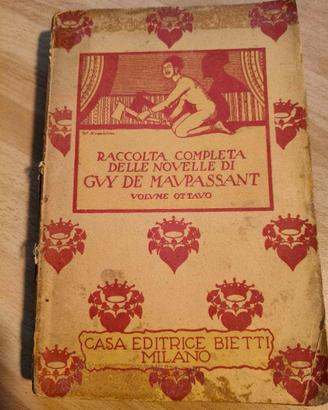 RACCOLTA COMPLETA
DELLE NOVELLE DI
GVY DE MAVPASSANT
VOLVME OTTAVO
CASA EDITRICE BIETTI
MILANO